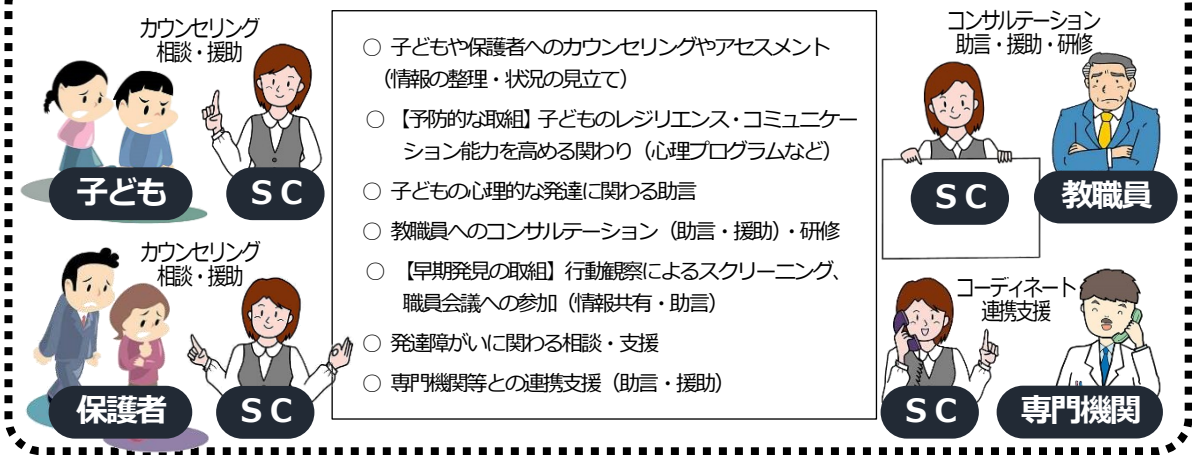 カウンセリング
相談・援助
子ども
ＳＣ
カウンセリング
相談・援助
保護者
ＳＣ
○ 子どもや保護者へのカウンセリングやアセスメント
（情報の整理・状況の見立て）
○ 【予防的な取組】子どものレジリエンス・コミュニケー
ション能力を高める関わり（心理プログラムなど）
○ 子どもの心理的な発達に関わる助言
○ 教職員へのコンサルテーション（助言・援助）・研修
○ 【早期発見の取組】行動観察によるスクリーニング、
職員会議への参加（情報共有・助言）
○ 発達障がいに関わる相談・支援
○ 専門機関等との連携支援（助言・援助）
コンサルテーション
助言・援助・研修
ＳＣ
教職員
コーディネート
連携支援
ＳＣ
専門機関